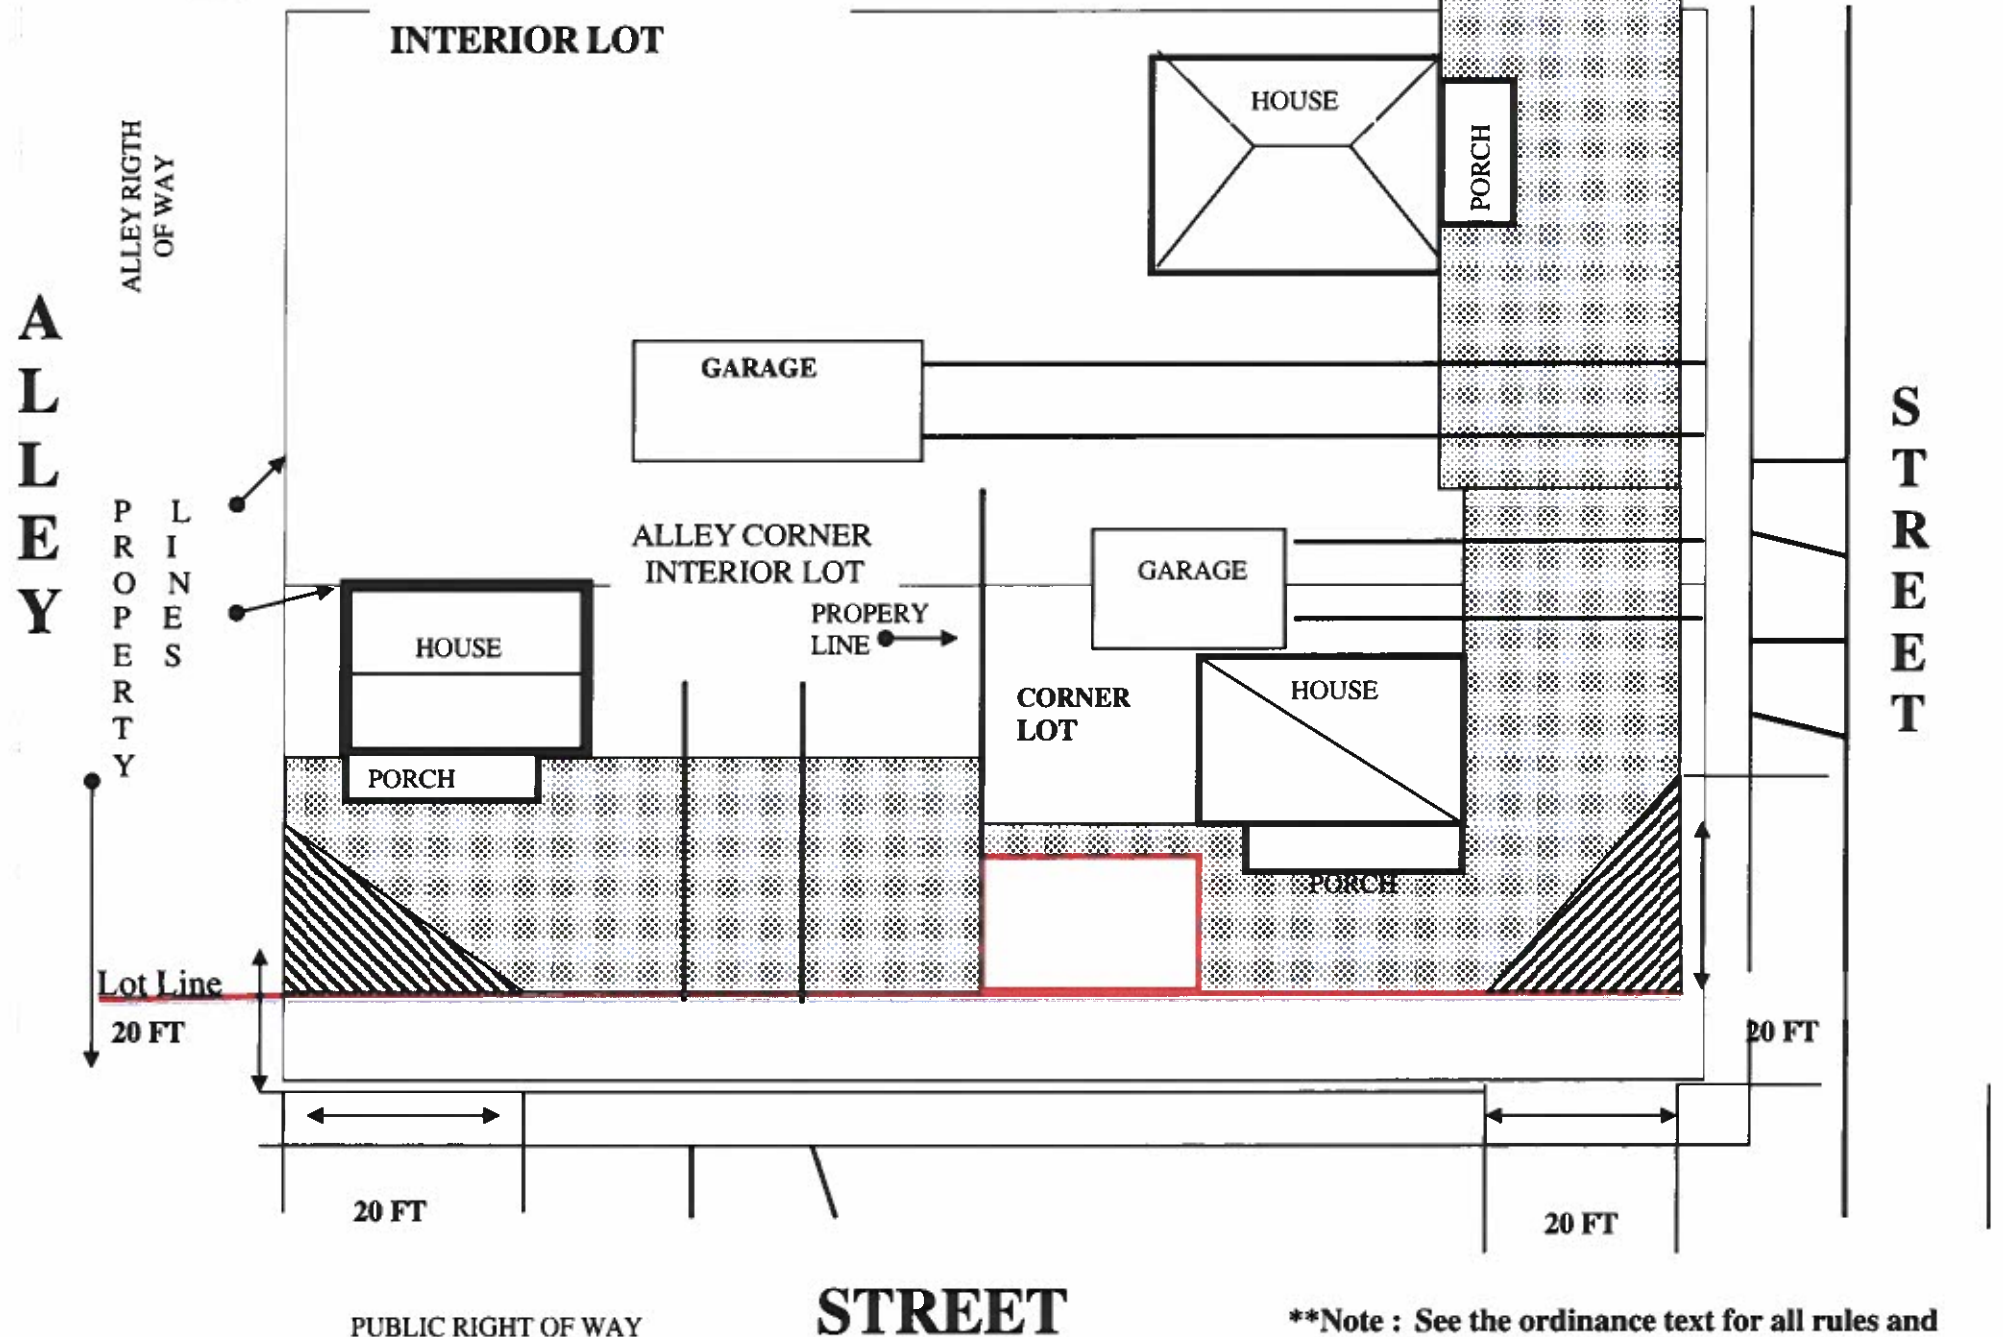 INTERIOR LOT
HOUSE
PORCH
ALLEY RIGTH
OF WAY
ALLEY
GARAGE
STREET
PROPERTY
LINES
ALLEY CORNER
INTERIOR LOT
GARAGE
PROPERY
LINE
HOUSE
CORNER
LOT
HOUSE
PORCH
PORCH
Lot Line
20 FT
20 FT
20 FT
20 FT
STREET
PUBLIC RIGHT OF WAY
**Note : See the ordinance text for all rules and